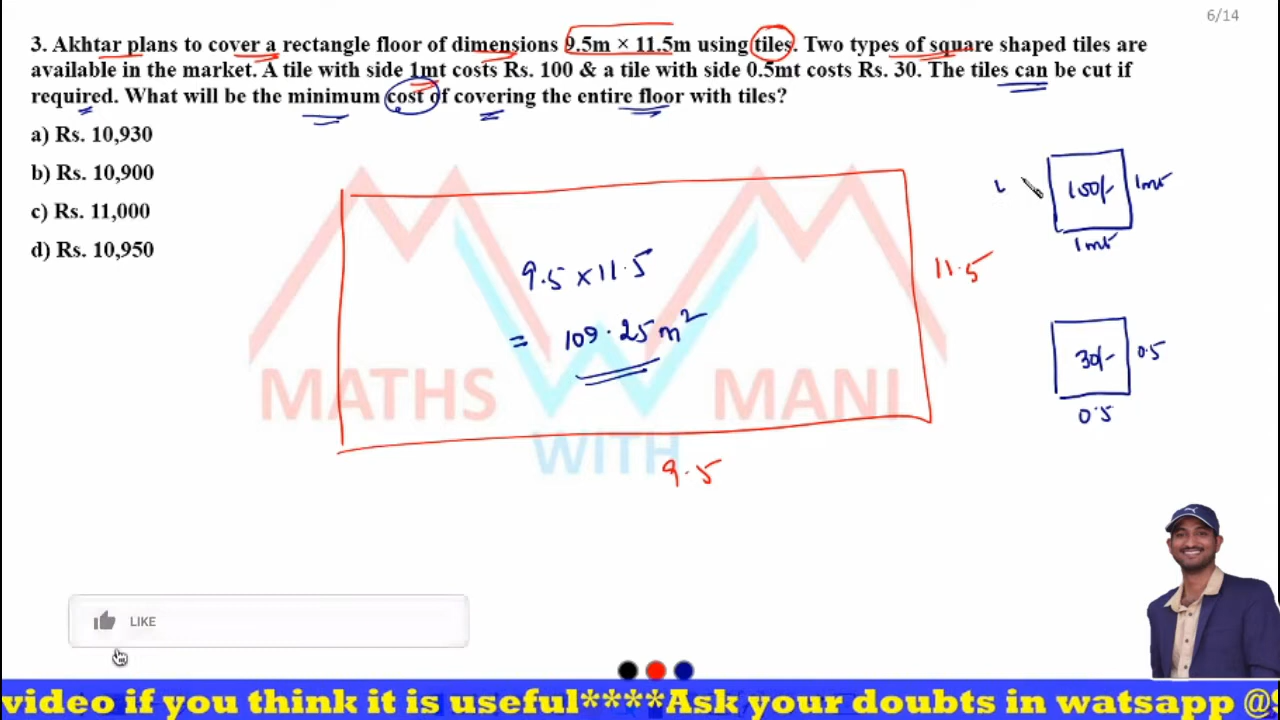 6/14
3. Akhtar plans to cover a rectangle floor of dimensions 9.5m × 11.5m using tiles. Two types of square shaped tiles are
available in the market. A tile with side 1mt costs Rs. 100 & a tile with side 0.5mt costs Rs. 30. The tiles can be cut if
required. What will be the minimum cost of covering the entire floor with tiles?
a) Rs. 10,930
b) Rs. 10,900
c) Rs. 11,000
d) Rs. 10,950
100/-
1mt
1mt
9.5 × 11.5
11.5
= 109.25 m²
30/-
0.5
0.5
MATHS
MANI
WITH
9.5
LIKE
video if you think it is useful****Ask your doubts in watsapp @